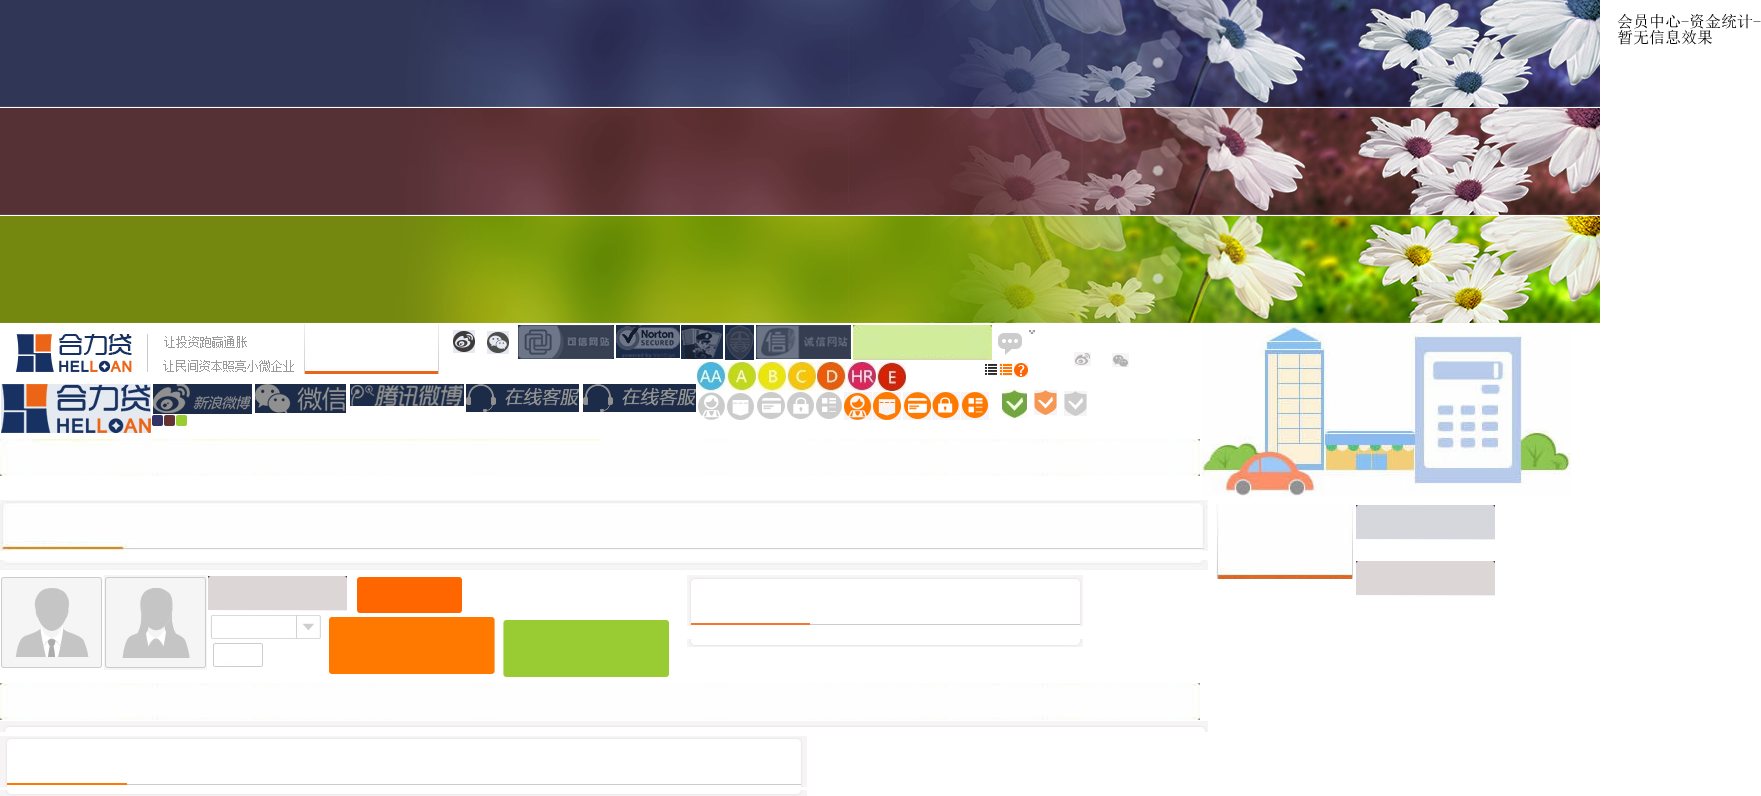 会员中心-资金统计-
暂无信息效果
合力贷
HELLOAN
让投资跑赢通胀
让民间资本照亮小微企业
可信网站
Norton
SECURED
诚信网站
AA
A
B
C
D
HR
E
?
合力贷
HELLOAN
新浪微博
微信
腾讯微博
在线客服
在线客服